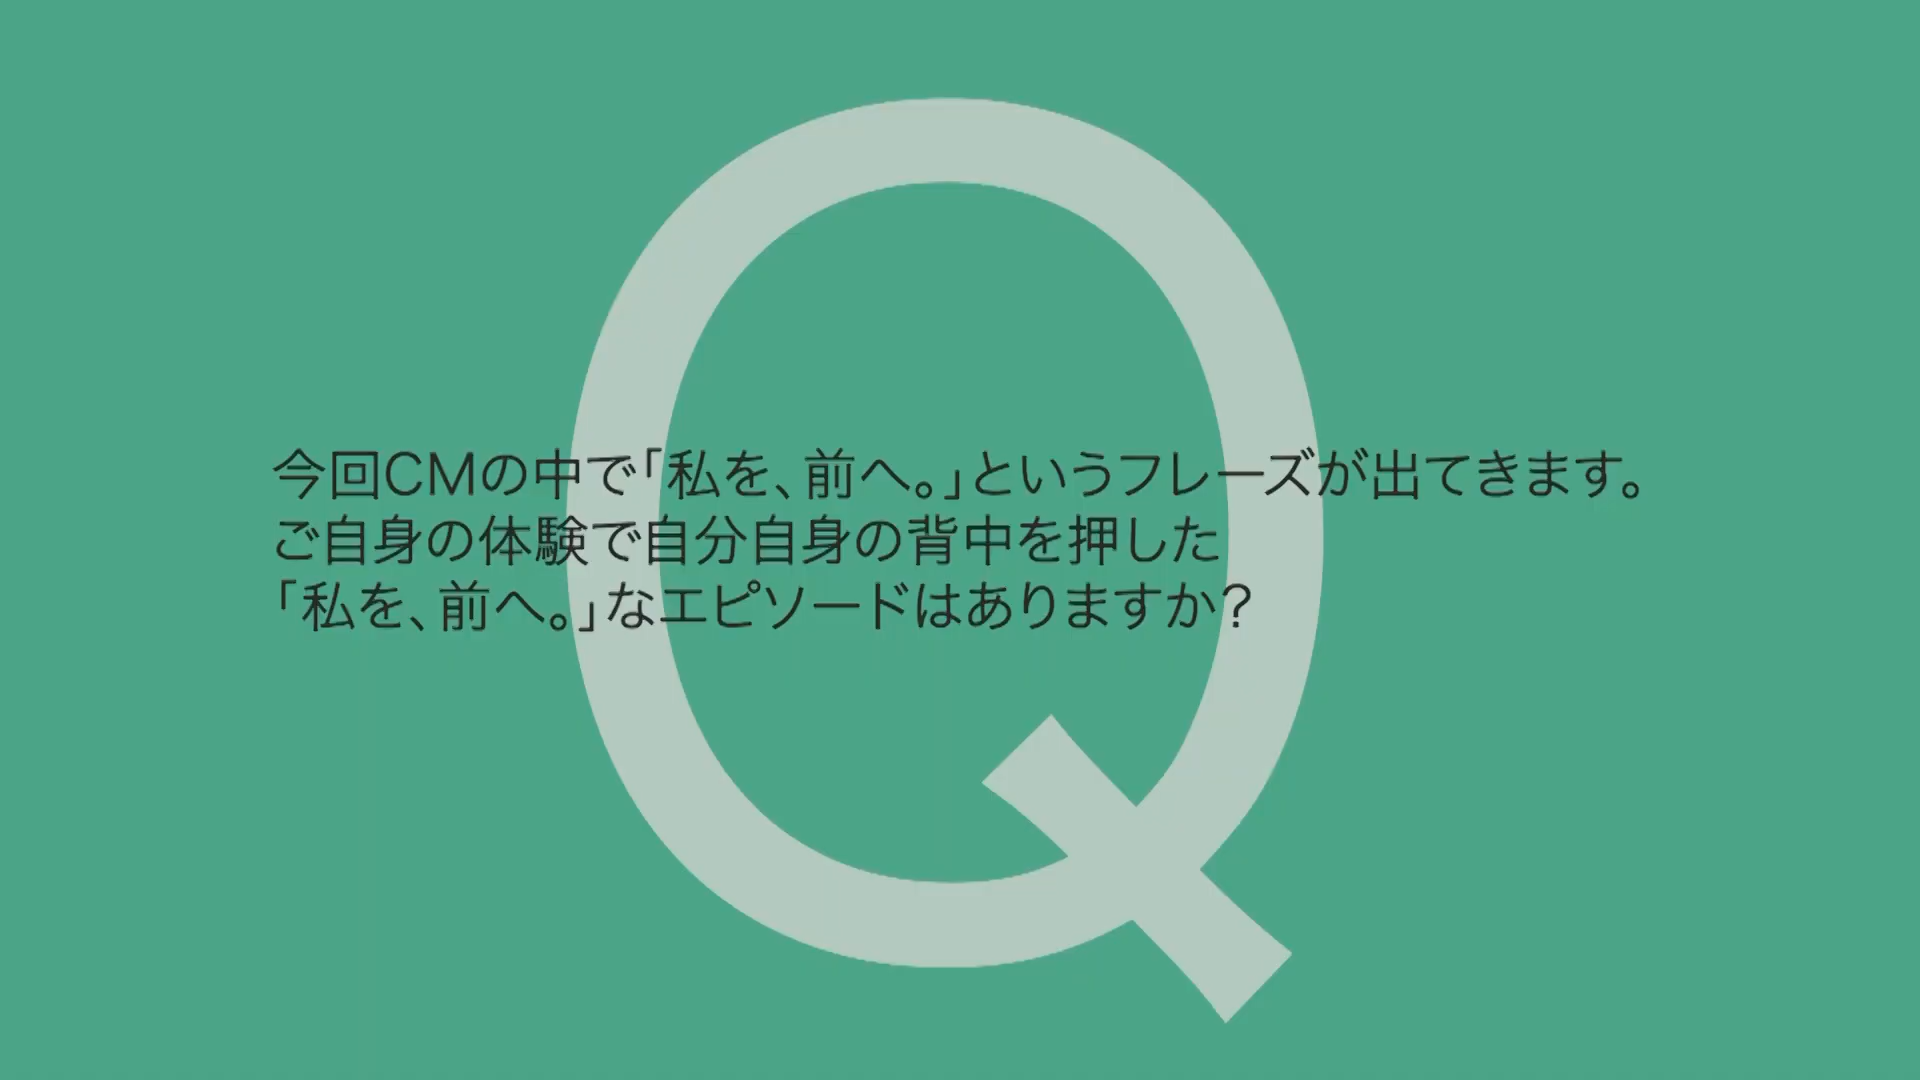 Q
今回CMの中で「私を、前へ。」というフレーズが出てきます。
ご自身の体験で自分自身の背中を押した
「私を、前へ。」なエピソードはありますか？